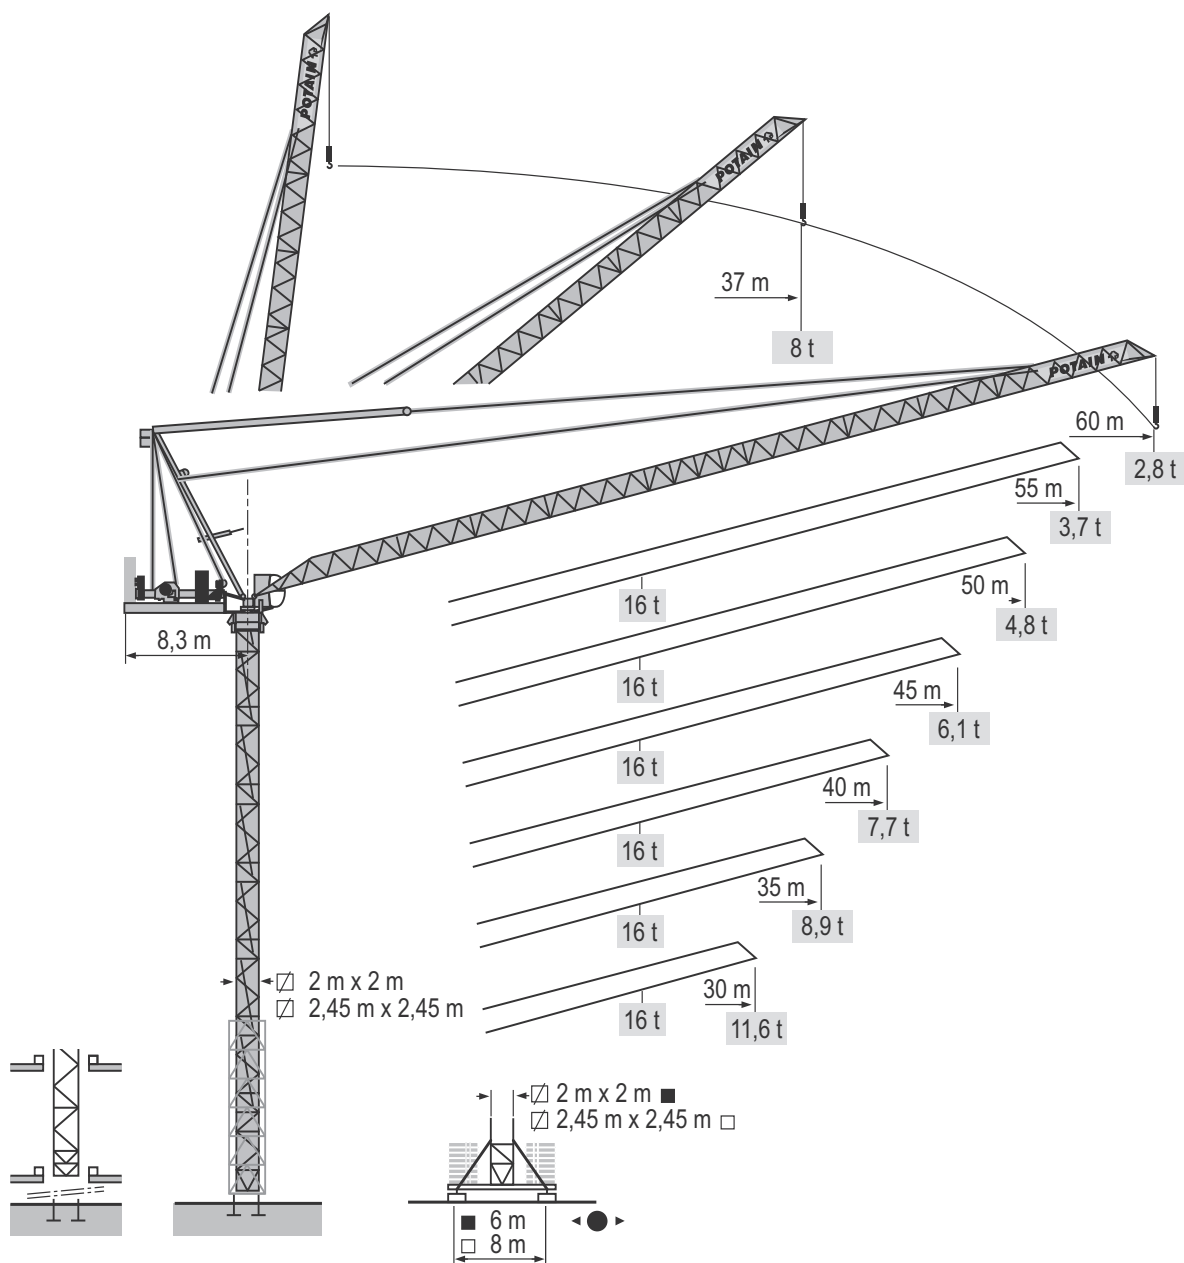 POTAIN
POTAIN
37 m
8 t
POTAIN
60 m
2,8 t
55 m
3,7 t
16 t
50 m
4,8 t
16 t
8,3 m
45 m
6,1 t
16 t
40 m
7,7 t
16 t
35 m
8,9 t
16 t
30 m
11,6 t
16 t
2 m x 2 m
2,45 m x 2,45 m
2 m x 2 m
2,45 m x 2,45 m
6 m
8 m